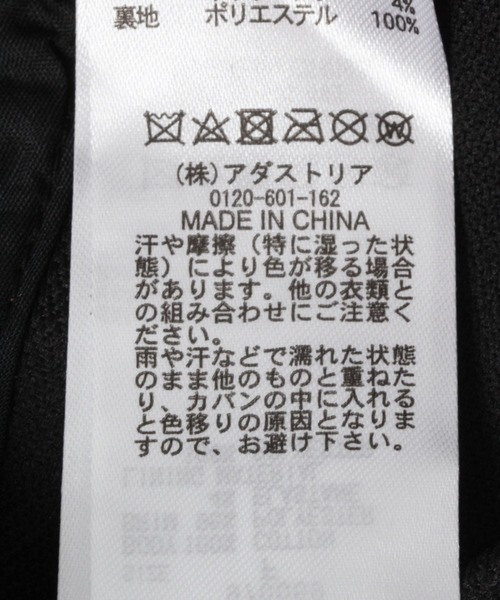 4%
裏地 ポリエステル 100%
(株)アダストリア
0120-601-162
MADE IN CHINA
汗や摩擦(特に湿った状
態)により色が移る場合
があります。他の衣類と
の組み合わせにご注意く
ださい。
雨や汗などで濡れた状態
のまま他のものと重ねた
り、カバンの中に入れる
と色移りの原因となりま
すので、お避け下さい。